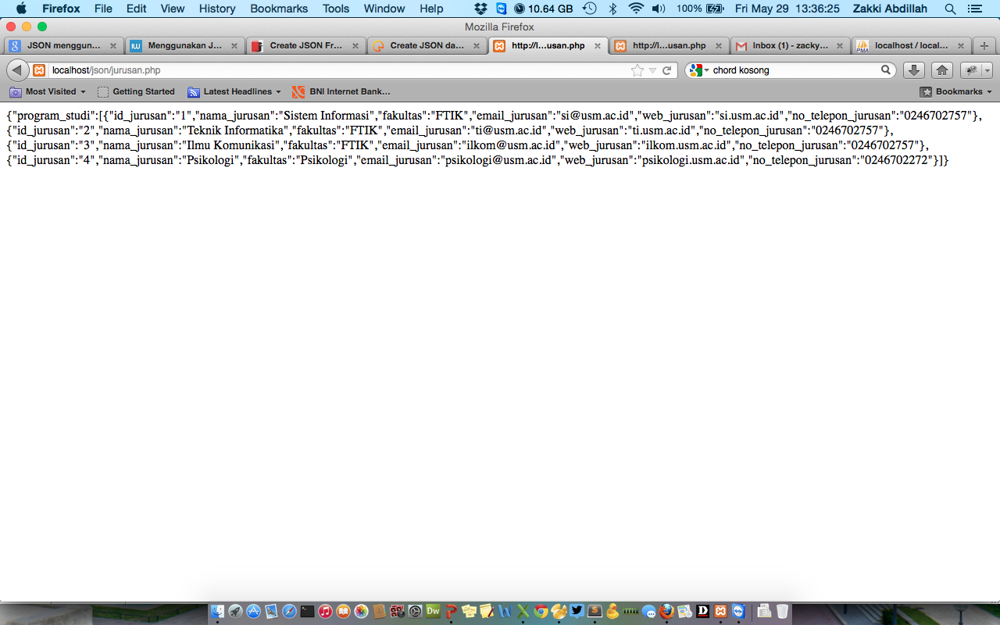 Firefox File Edit View History Bookmarks Tools Window Help 10.64 GB 100% Fri May 29 13:36:25 Zakki Abdillah
Mozilla Firefox
JSON menggun... Menggunakan J... Create JSON Fr... Create JSON da... http://l...usan.php http://l...usan.php Inbox (1) - zacky... localhost / local...
localhost/json/jurusan.php chord kosong
Most Visited Getting Started Latest Headlines BNI Internet Bank... Bookmarks
{"program_studi":[{"id_jurusan":"1","nama_jurusan":"Sistem Informasi","fakultas":"FTIK","email_jurusan":"si@usm.ac.id","web_jurusan":"si.usm.ac.id","no_telepon_jurusan":"0246702757"},
{"id_jurusan":"2","nama_jurusan":"Teknik Informatika","fakultas":"FTIK","email_jurusan":"ti@usm.ac.id","web_jurusan":"ti.usm.ac.id","no_telepon_jurusan":"0246702757"},
{"id_jurusan":"3","nama_jurusan":"Ilmu Komunikasi","fakultas":"FTIK","email_jurusan":"ilkom@usm.ac.id","web_jurusan":"ilkom.usm.ac.id","no_telepon_jurusan":"0246702757"},
{"id_jurusan":"4","nama_jurusan":"Psikologi","fakultas":"Psikologi","email_jurusan":"psikologi@usm.ac.id","web_jurusan":"psikologi.usm.ac.id","no_telepon_jurusan":"0246702272"}]}
Dw